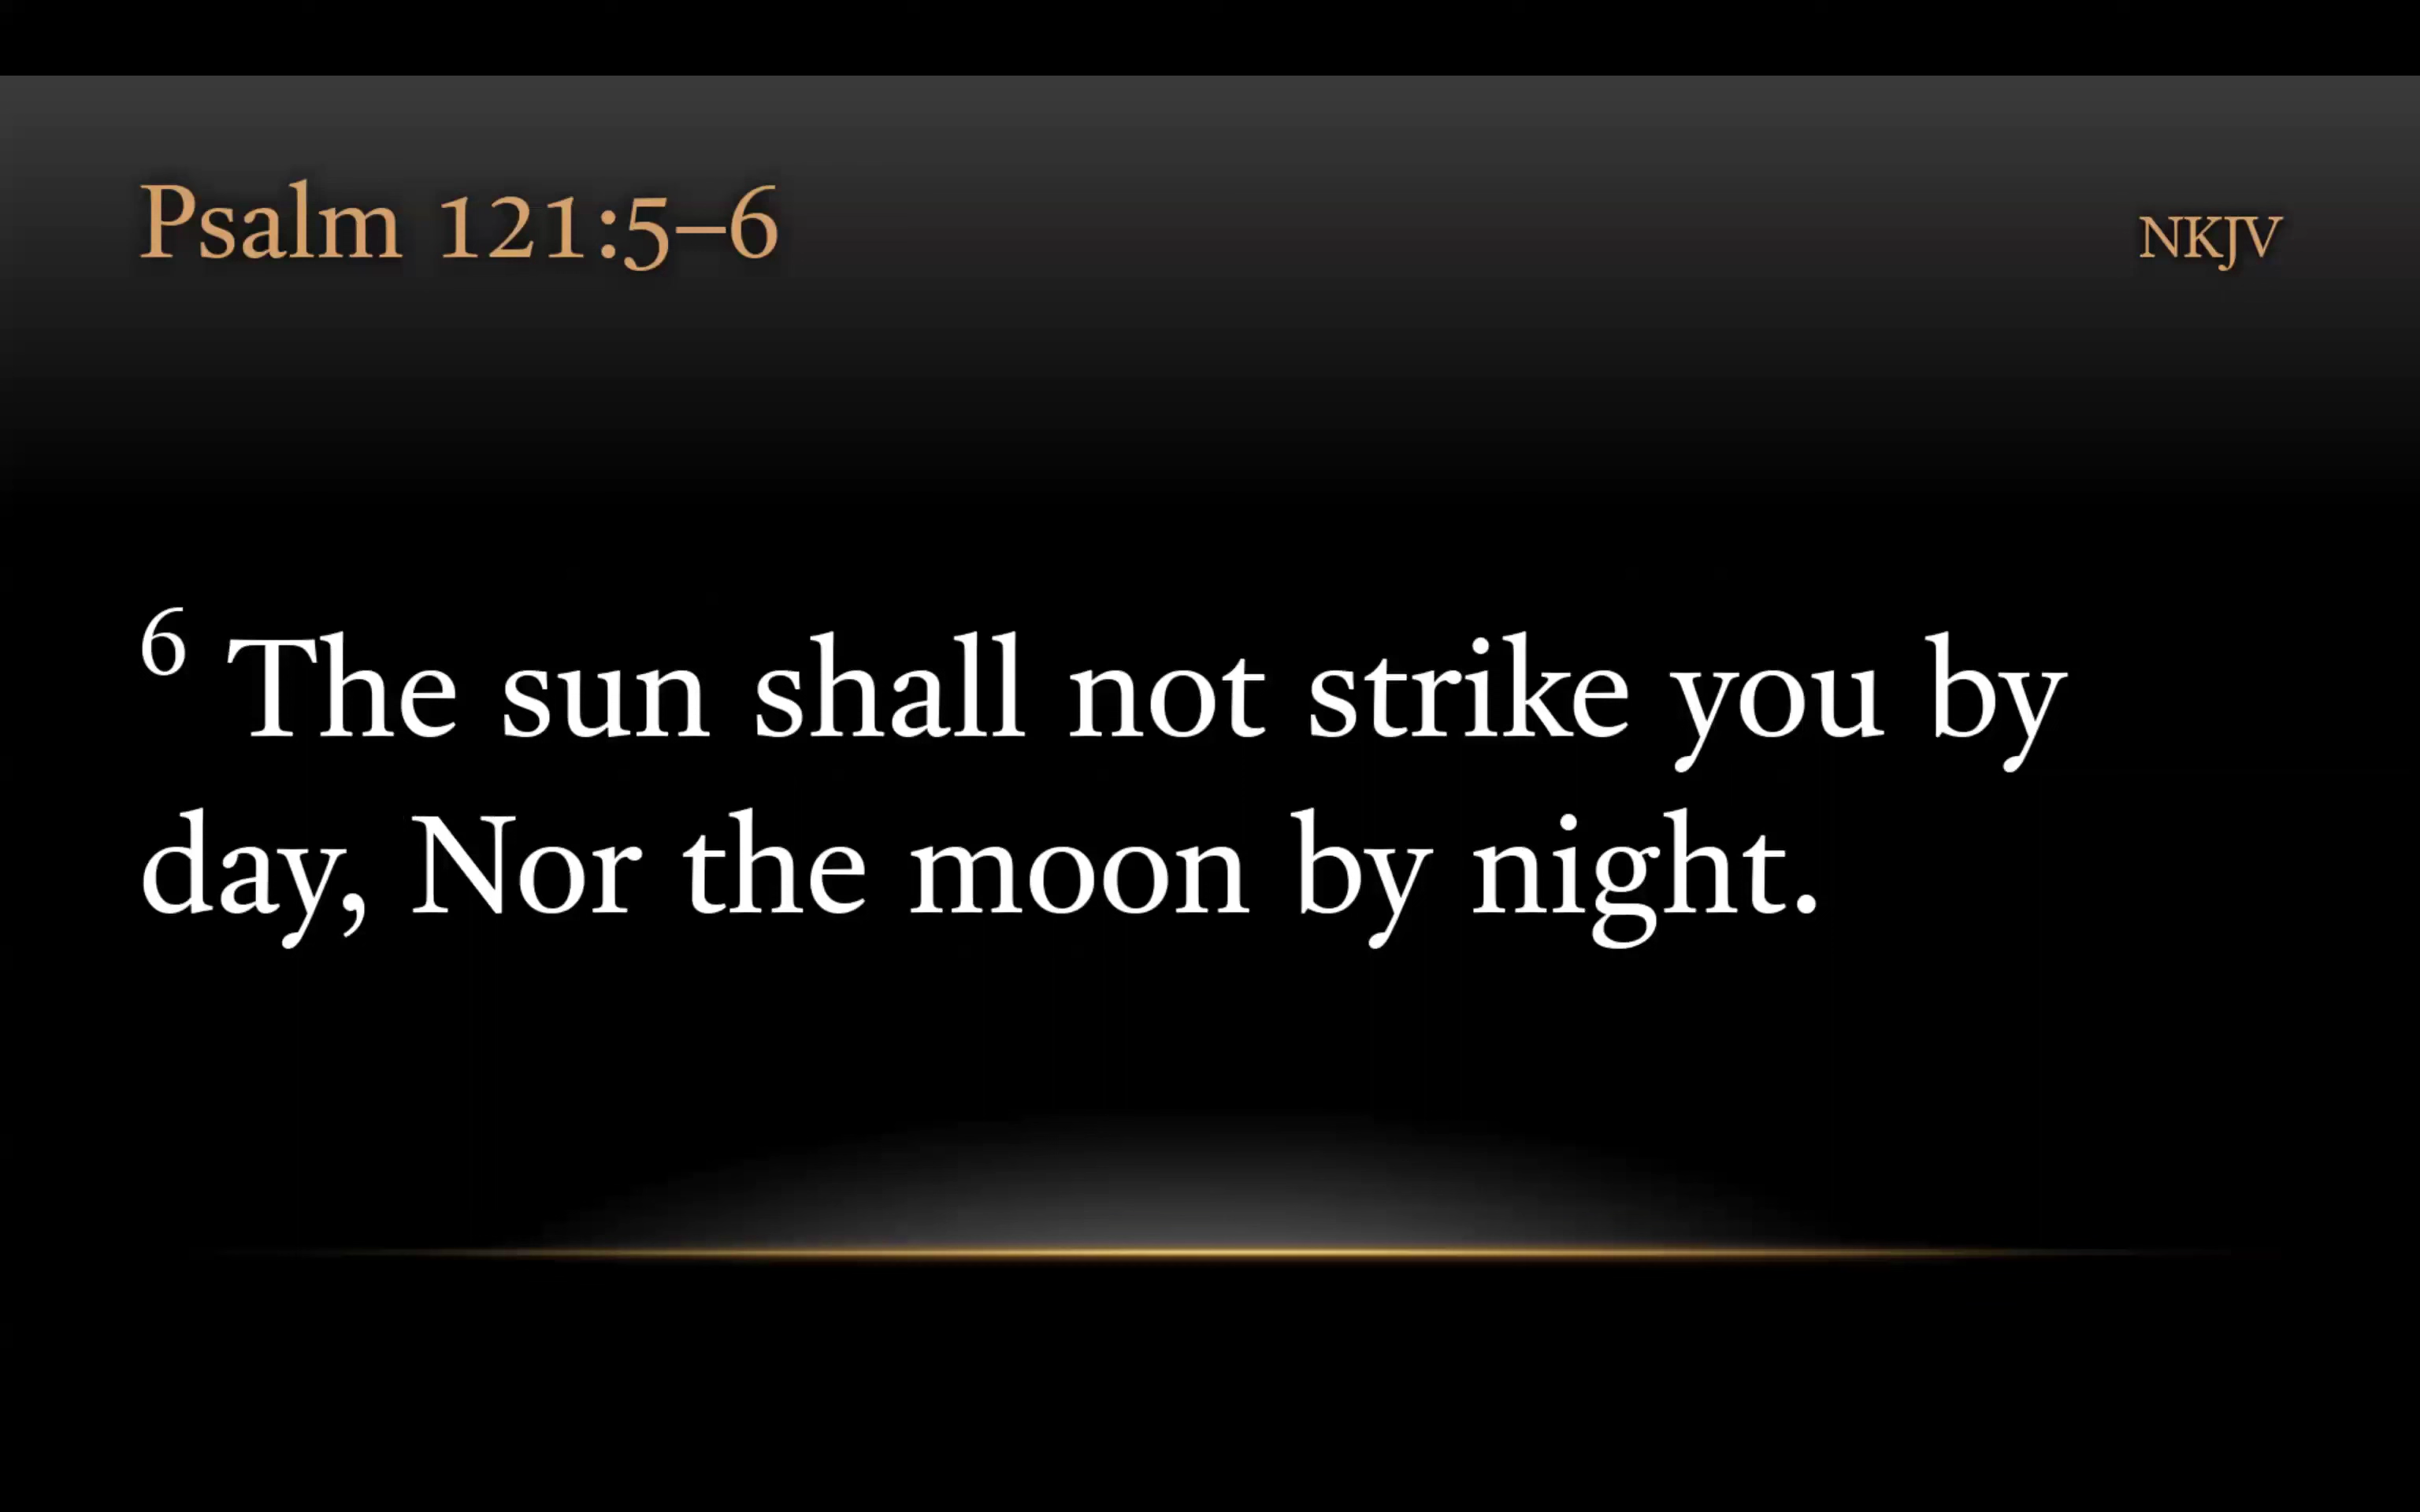 Psalm 121:5–6
NKJV
6 The sun shall not strike you by
day, Nor the moon by night.